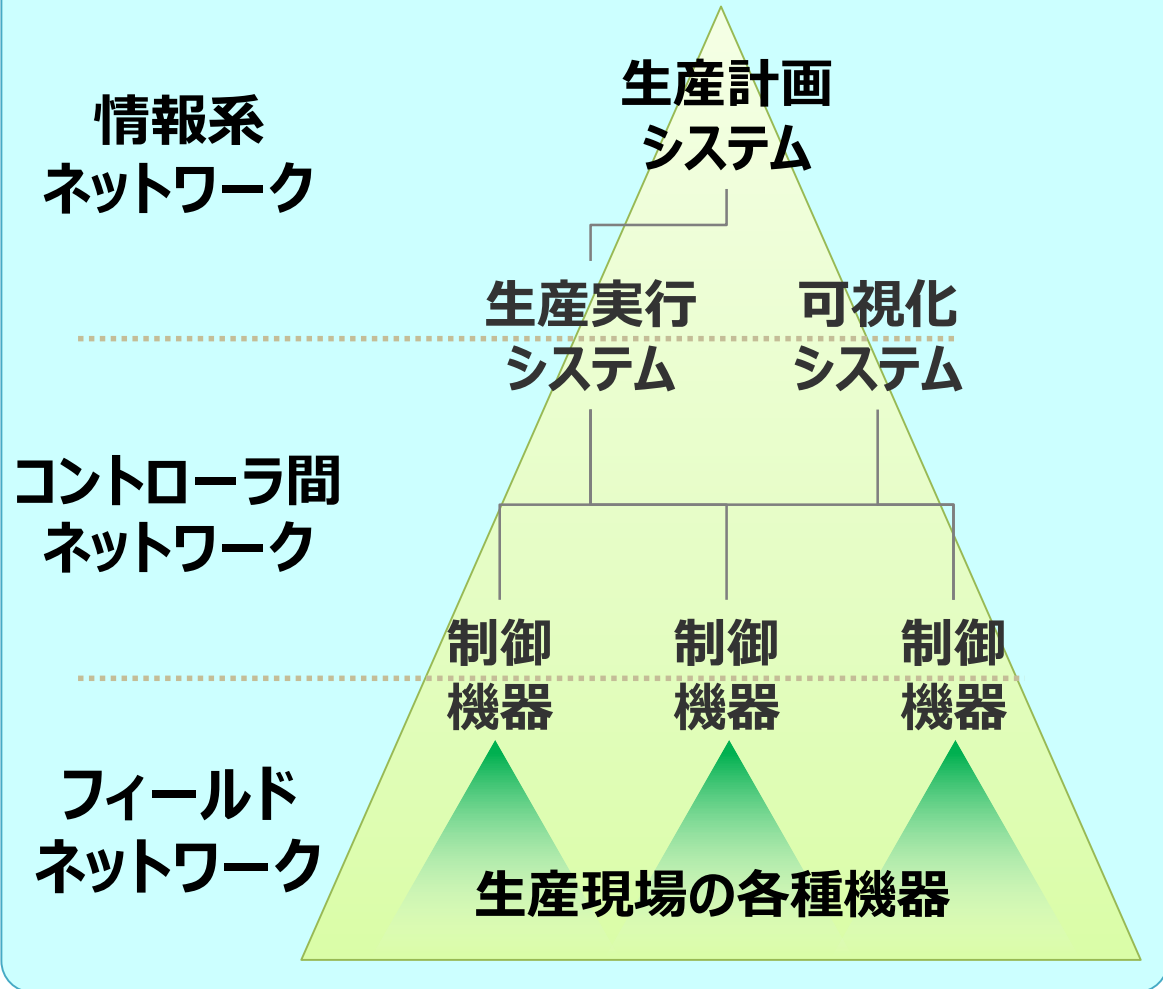 情報系
ネットワーク
生産計画
システム
生産実行
システム
可視化
システム
コントローラ間
ネットワーク
制御
機器
制御
機器
制御
機器
フィールド
ネットワーク
生産現場の各種機器